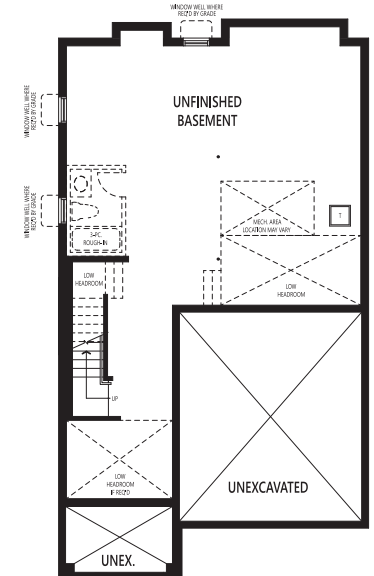 WINDOW WELL WHERE
REQ'D BY GRADE
WINDOW WELL WHERE
REQ'D BY GRADE
UNFINISHED
BASEMENT
WINDOW WELL WHERE
REQ'D BY GRADE
3-PC.
ROUGH-IN
MECH. AREA
LOCATION MAY VARY
T
LOW
HEADROOM
LOW
HEADROOM
UP
LOW
HEADROOM
IF REQ'D
UNEXCAVATED
UNEX.